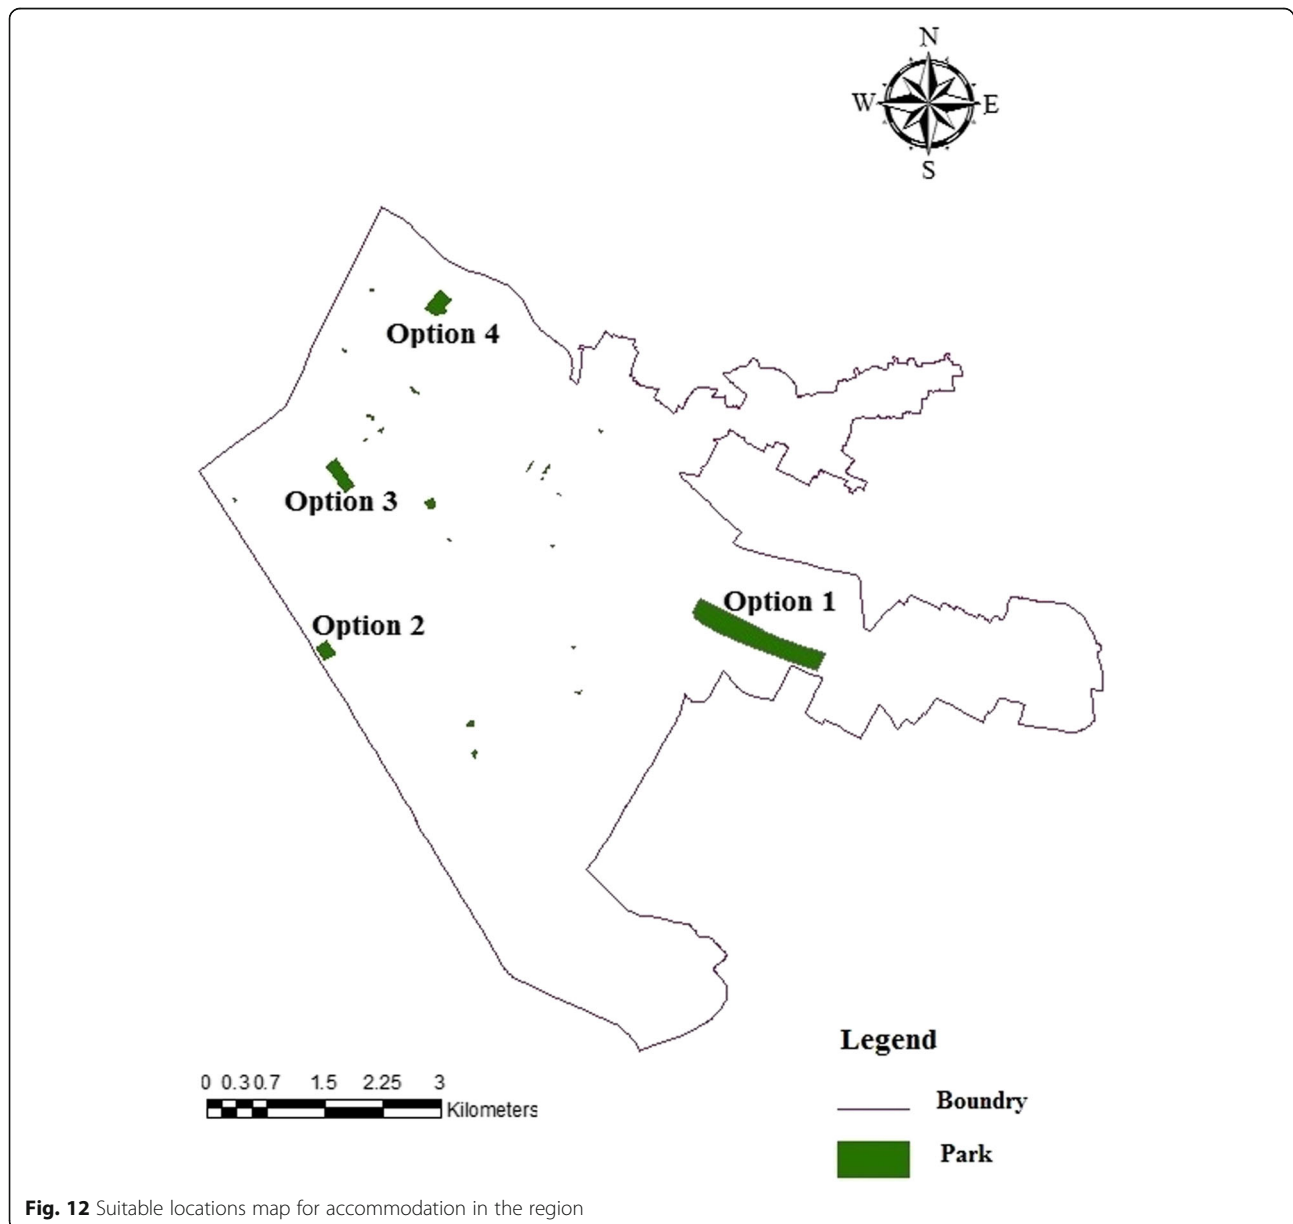 N
W E
S
Option 4
Option 3
Option 1
Option 2
Legend
0 0.3 0.7 1.5 2.25 3
Kilometers
Boundry
Park
Fig. 12 Suitable locations map for accommodation in the region